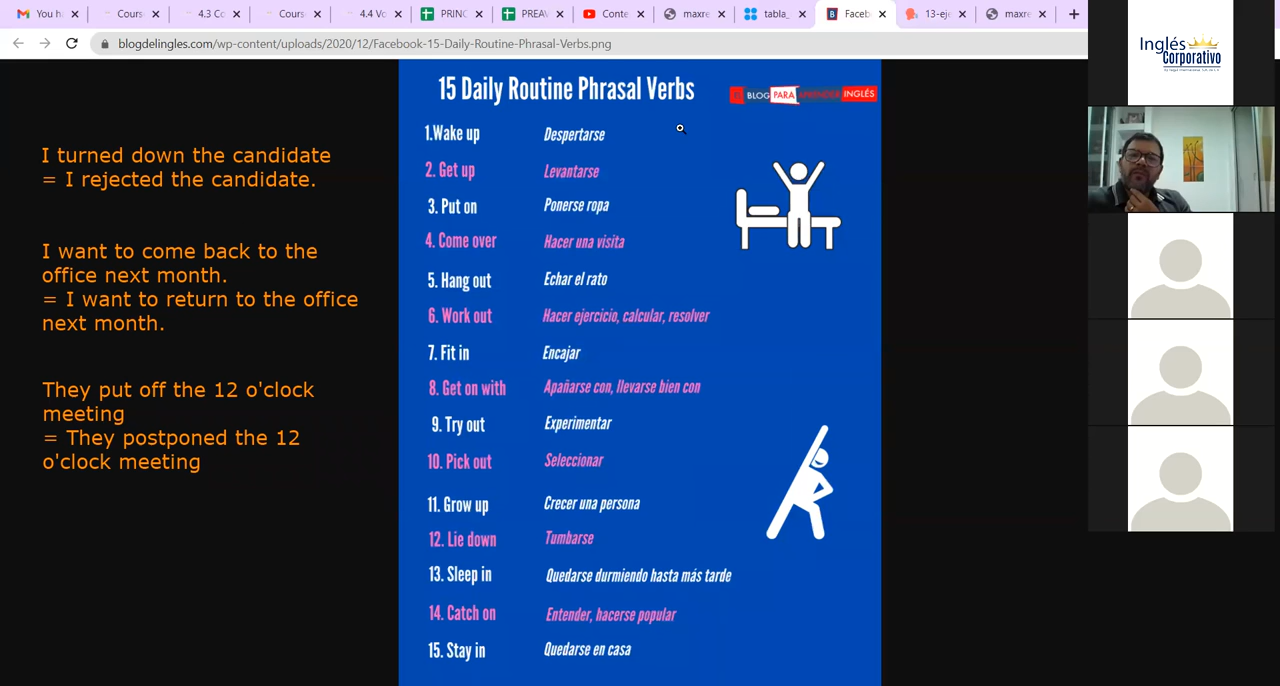 You h
Cours
4.3 Co
Cours
4.4 Vo
PRINC
PREAV
Conte
maxre
tabla_
Faceb
13-eje
maxre
blogdelingles.com/wp-content/uploads/2020/12/Facebook-15-Daily-Routine-Phrasal-Verbs.png
Inglés
Corporativo
15 Daily Routine Phrasal Verbs
BLOG PARA APRENDER INGLÉS
I turned down the candidate
= I rejected the candidate.
I want to come back to the
office next month.
= I want to return to the office
next month.
They put off the 12 o'clock
meeting
= They postponed the 12
o'clock meeting
1.Wake up Despertarse
2. Get up Levantarse
3. Put on Ponerse ropa
4. Come over Hacer una visita
5. Hang out Echar el rato
6. Work out Hacer ejercicio, calcular, resolver
7. Fit in Encajar
8. Get on with Apañarse con, llevarse bien con
9. Try out Experimentar
10. Pick out Seleccionar
11. Grow up Crecer una persona
12. Lie down Tumbarse
13. Sleep in Quedarse durmiendo hasta más tarde
14. Catch on Entender, hacerse popular
15. Stay in Quedarse en casa